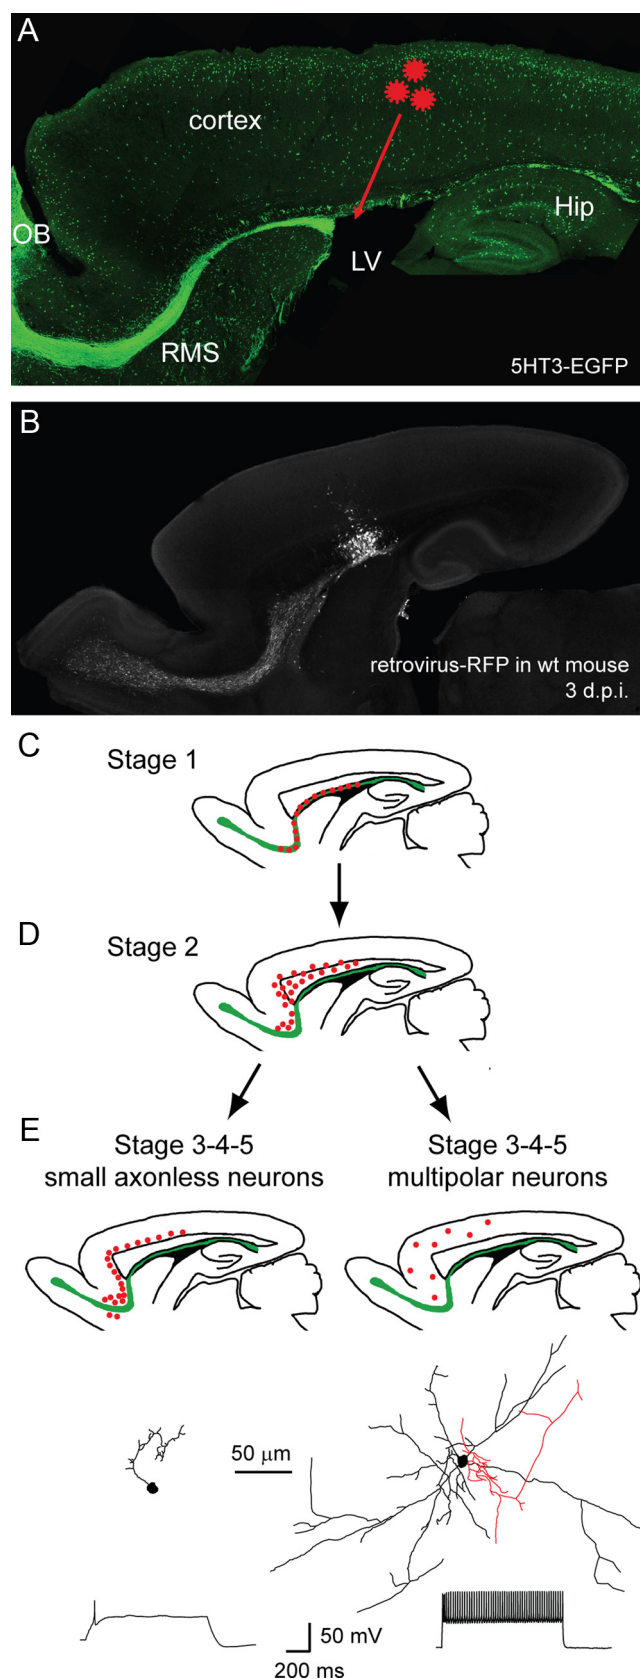 A
cortex
OB
Hip
LV
RMS
5HT3-EGFP
B
retrovirus-RFP in wt mouse
3 d.p.i.
C
Stage 1
D
Stage 2
E
Stage 3-4-5
small axonless neurons
Stage 3-4-5
multipolar neurons
50 µm
50 mV
200 ms